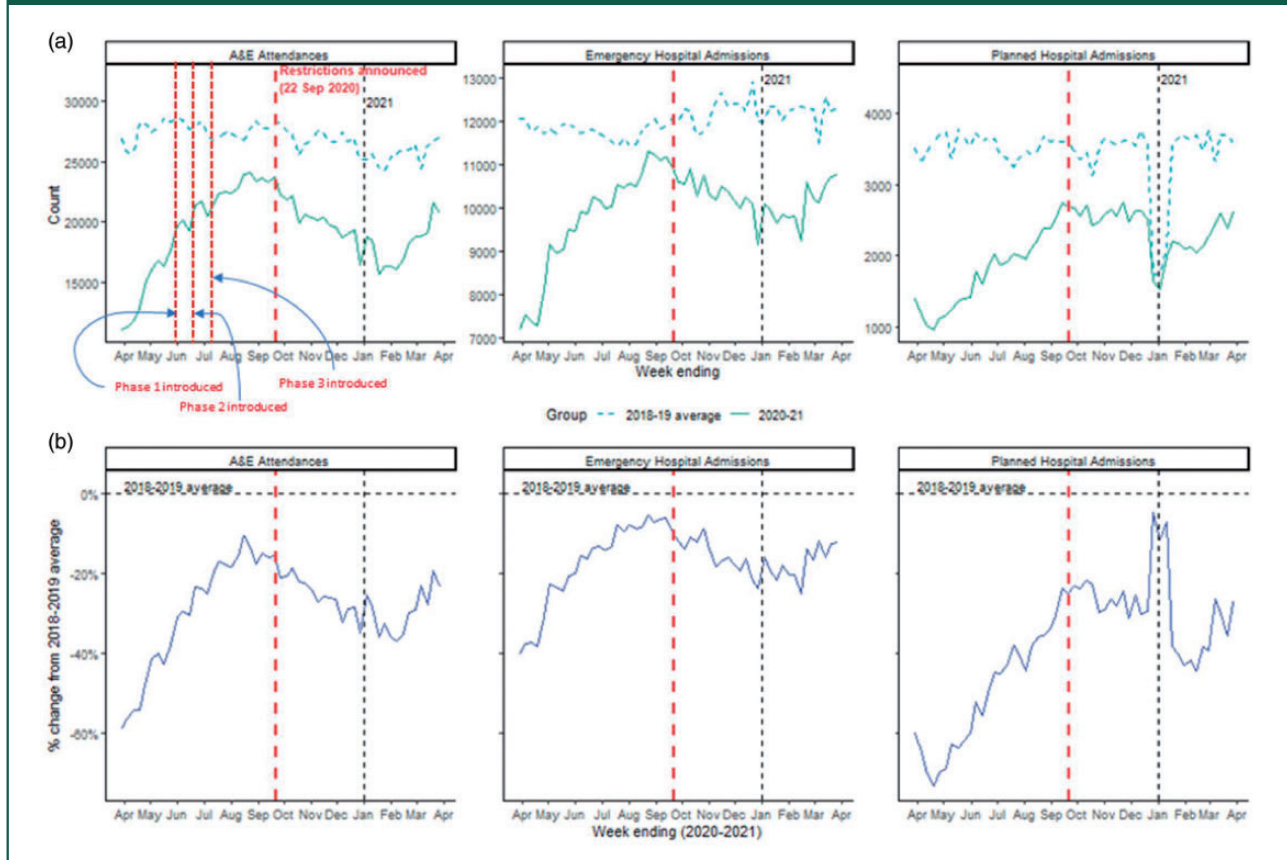 (a)
A&E Attendances
Emergency Hospital Admissions
Planned Hospital Admissions
Restrictions announced
(22 Sep 2020)
2021
2021
2021
Count
30000
25000
20000
15000
13000
12000
11000
10000
9000
8000
7000
4000
3000
2000
1000
Apr May Jun Jul Aug Sep Oct Nov Dec Jan Feb Mar Apr
Apr May Jun Jul Aug Sep Oct Nov Dec Jan Feb Mar Apr
Apr May Jun Jul Aug Sep Oct Nov Dec Jan Feb Mar Apr
Week ending
Phase 1 introduced
Phase 2 introduced
Phase 3 introduced
Group 2018-19 average 2020-21
(b)
A&E Attendances
Emergency Hospital Admissions
Planned Hospital Admissions
2018-2019 average
2018-2019 average
2018-2019 average
% change from 2018-2019 average
0%
-20%
-40%
-60%
Apr May Jun Jul Aug Sep Oct Nov Dec Jan Feb Mar Apr
Apr May Jun Jul Aug Sep Oct Nov Dec Jan Feb Mar Apr
Apr May Jun Jul Aug Sep Oct Nov Dec Jan Feb Mar Apr
Week ending (2020-2021)